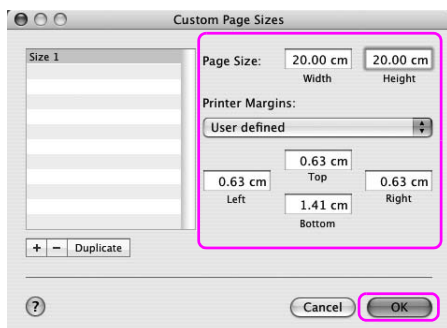 Custom Page Sizes
Size 1
Page Size: 20.00 cm 20.00 cm
Width Height
Printer Margins:
User defined
0.63 cm
Top
0.63 cm 0.63 cm
Left Right
1.41 cm
Bottom
+ − Duplicate
? Cancel OK